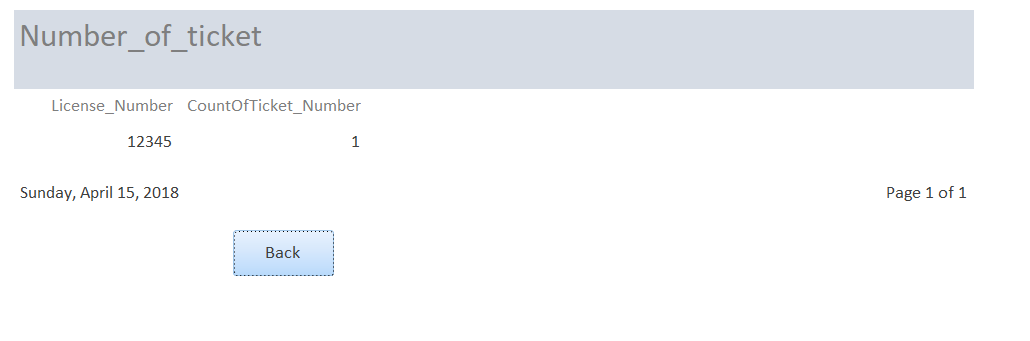 Number_of_ticket
License_Number CountOfTicket_Number
12345 1
Sunday, April 15, 2018 Page 1 of 1
Back